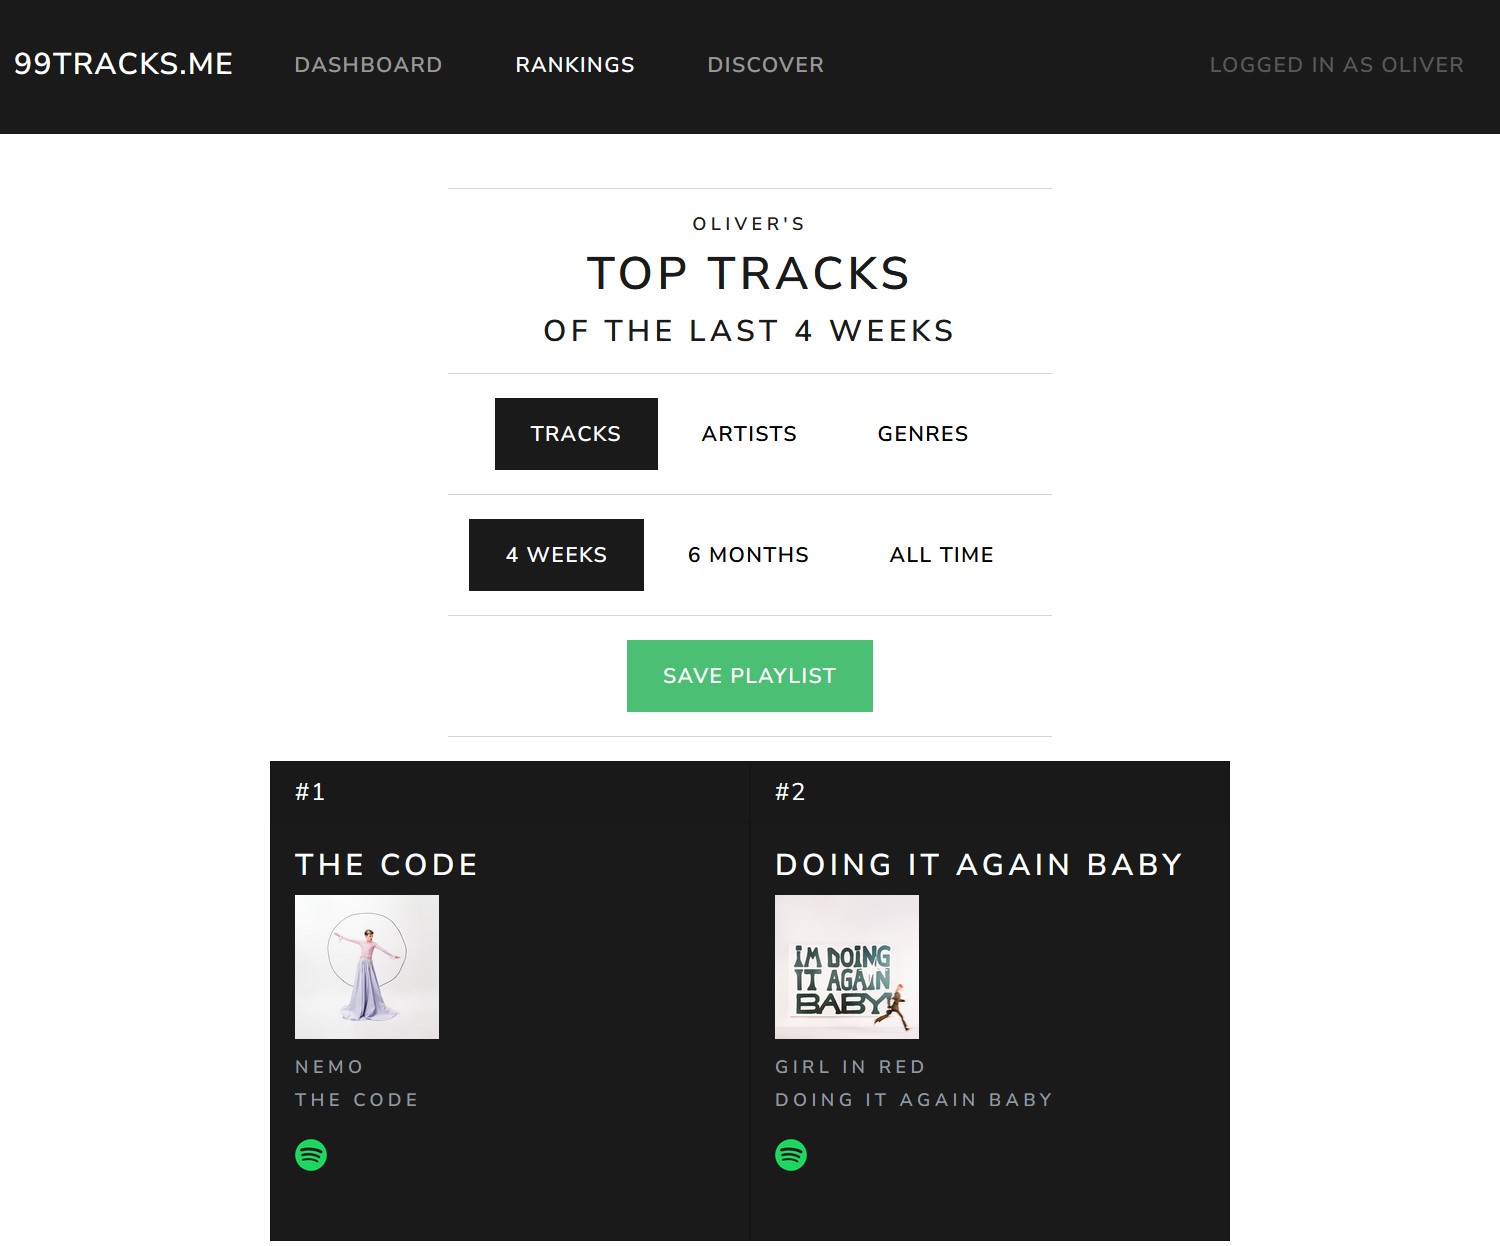 99TRACKS.ME DASHBOARD RANKINGS DISCOVER LOGGED IN AS OLIVER
OLIVER'S
TOP TRACKS
OF THE LAST 4 WEEKS
TRACKS ARTISTS GENRES
4 WEEKS 6 MONTHS ALL TIME
SAVE PLAYLIST
#1
THE CODE
NEMO
THE CODE
#2
DOING IT AGAIN BABY
IM DOING
IT AGAIN
BABY
GIRL IN RED
DOING IT AGAIN BABY